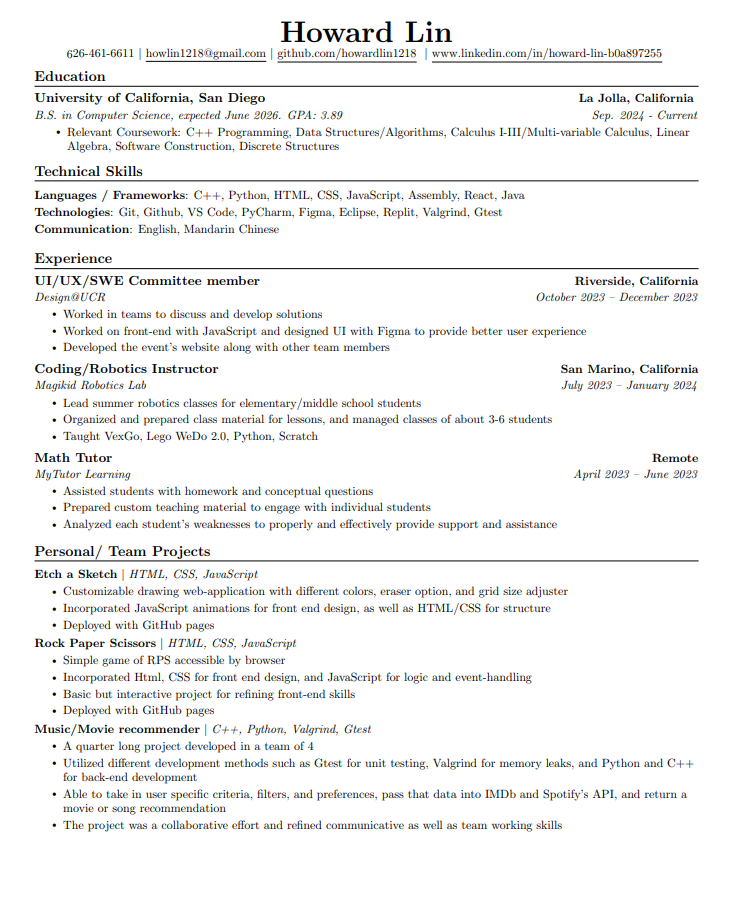 Howard Lin
626-461-6611 | howlin1218@gmail.com | github.com/howardlin1218 | www.linkedin.com/in/howard-lin-b0a897255
Education
University of California, San Diego La Jolla, California
B.S. in Computer Science, expected June 2026. GPA: 3.89 Sep. 2024 - Current
• Relevant Coursework: C++ Programming, Data Structures/Algorithms, Calculus I-III/Multi-variable Calculus, Linear
Algebra, Software Construction, Discrete Structures
Technical Skills
Languages / Frameworks: C++, Python, HTML, CSS, JavaScript, Assembly, React, Java
Technologies: Git, Github, VS Code, PyCharm, Figma, Eclipse, Replit, Valgrind, Gtest
Communication: English, Mandarin Chinese
Experience
UI/UX/SWE Committee member Riverside, California
Design@UCR October 2023 – December 2023
• Worked in teams to discuss and develop solutions
• Worked on front-end with JavaScript and designed UI with Figma to provide better user experience
• Developed the event's website along with other team members
Coding/Robotics Instructor San Marino, California
Magikid Robotics Lab July 2023 – January 2024
• Lead summer robotics classes for elementary/middle school students
• Organized and prepared class material for lessons, and managed classes of about 3-6 students
• Taught VexGo, Lego WeDo 2.0, Python, Scratch
Math Tutor Remote
MyTutor Learning April 2023 – June 2023
• Assisted students with homework and conceptual questions
• Prepared custom teaching material to engage with individual students
• Analyzed each student's weaknesses to properly and effectively provide support and assistance
Personal/ Team Projects
Etch a Sketch | HTML, CSS, JavaScript
• Customizable drawing web-application with different colors, eraser option, and grid size adjuster
• Incorporated JavaScript animations for front end design, as well as HTML/CSS for structure
• Deployed with GitHub pages
Rock Paper Scissors | HTML, CSS, JavaScript
• Simple game of RPS accessible by browser
• Incorporated Html, CSS for front end design, and JavaScript for logic and event-handling
• Basic but interactive project for refining front-end skills
• Deployed with GitHub pages
Music/Movie recommender | C++, Python, Valgrind, Gtest
• A quarter long project developed in a team of 4
• Utilized different development methods such as Gtest for unit testing, Valgrind for memory leaks, and Python and C++
for back-end development
• Able to take in user specific criteria, filters, and preferences, pass that data into IMDb and Spotify's API, and return a
movie or song recommendation
• The project was a collaborative effort and refined communicative as well as team working skills